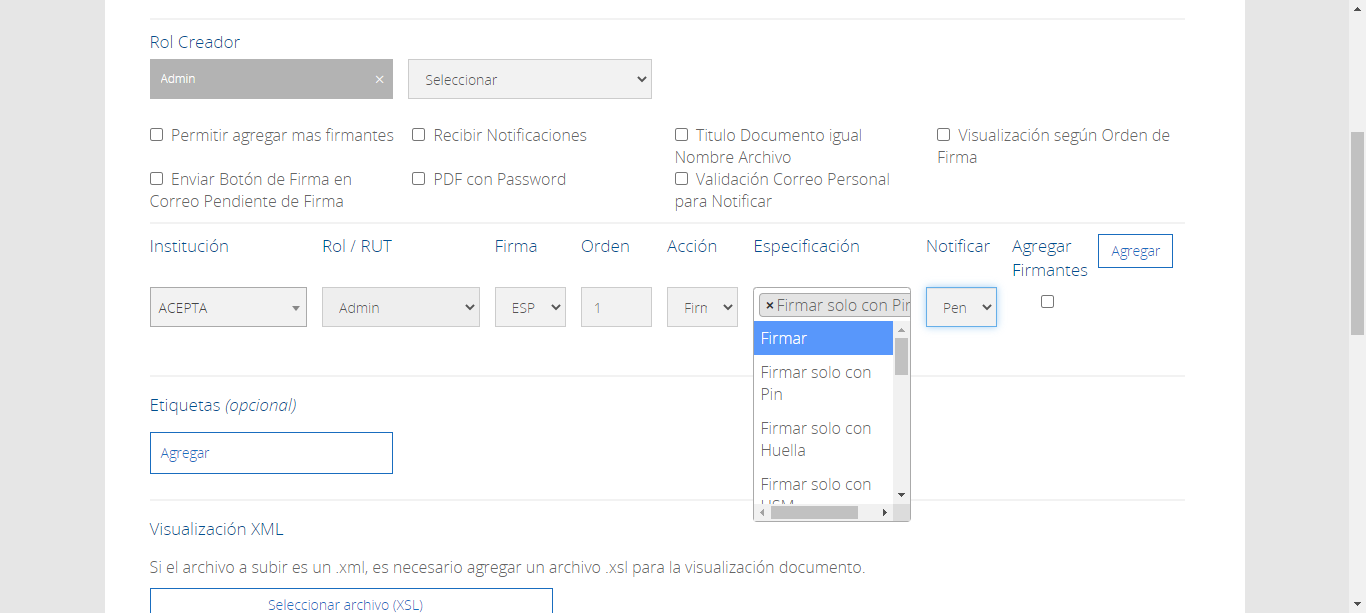 Rol Creador
Admin ×
Seleccionar
Permitir agregar mas firmantes
Recibir Notificaciones
Titulo Documento igual
Nombre Archivo
Visualización según Orden de
Firma
Enviar Botón de Firma en
Correo Pendiente de Firma
PDF con Password
Validación Correo Personal
para Notificar
Institución Rol / RUT Firma Orden Acción Especificación Notificar Agregar
Firmantes
Agregar
ACEPTA Admin ESP 1 Firn ×Firmar solo con Pin Pen
Firmar
Firmar solo con
Pin
Firmar solo con
Huella
Firmar solo con
HSM
Etiquetas (opcional)
Agregar
Visualización XML
Si el archivo a subir es un .xml, es necesario agregar un archivo .xsl para la visualización documento.
Seleccionar archivo (XSL)